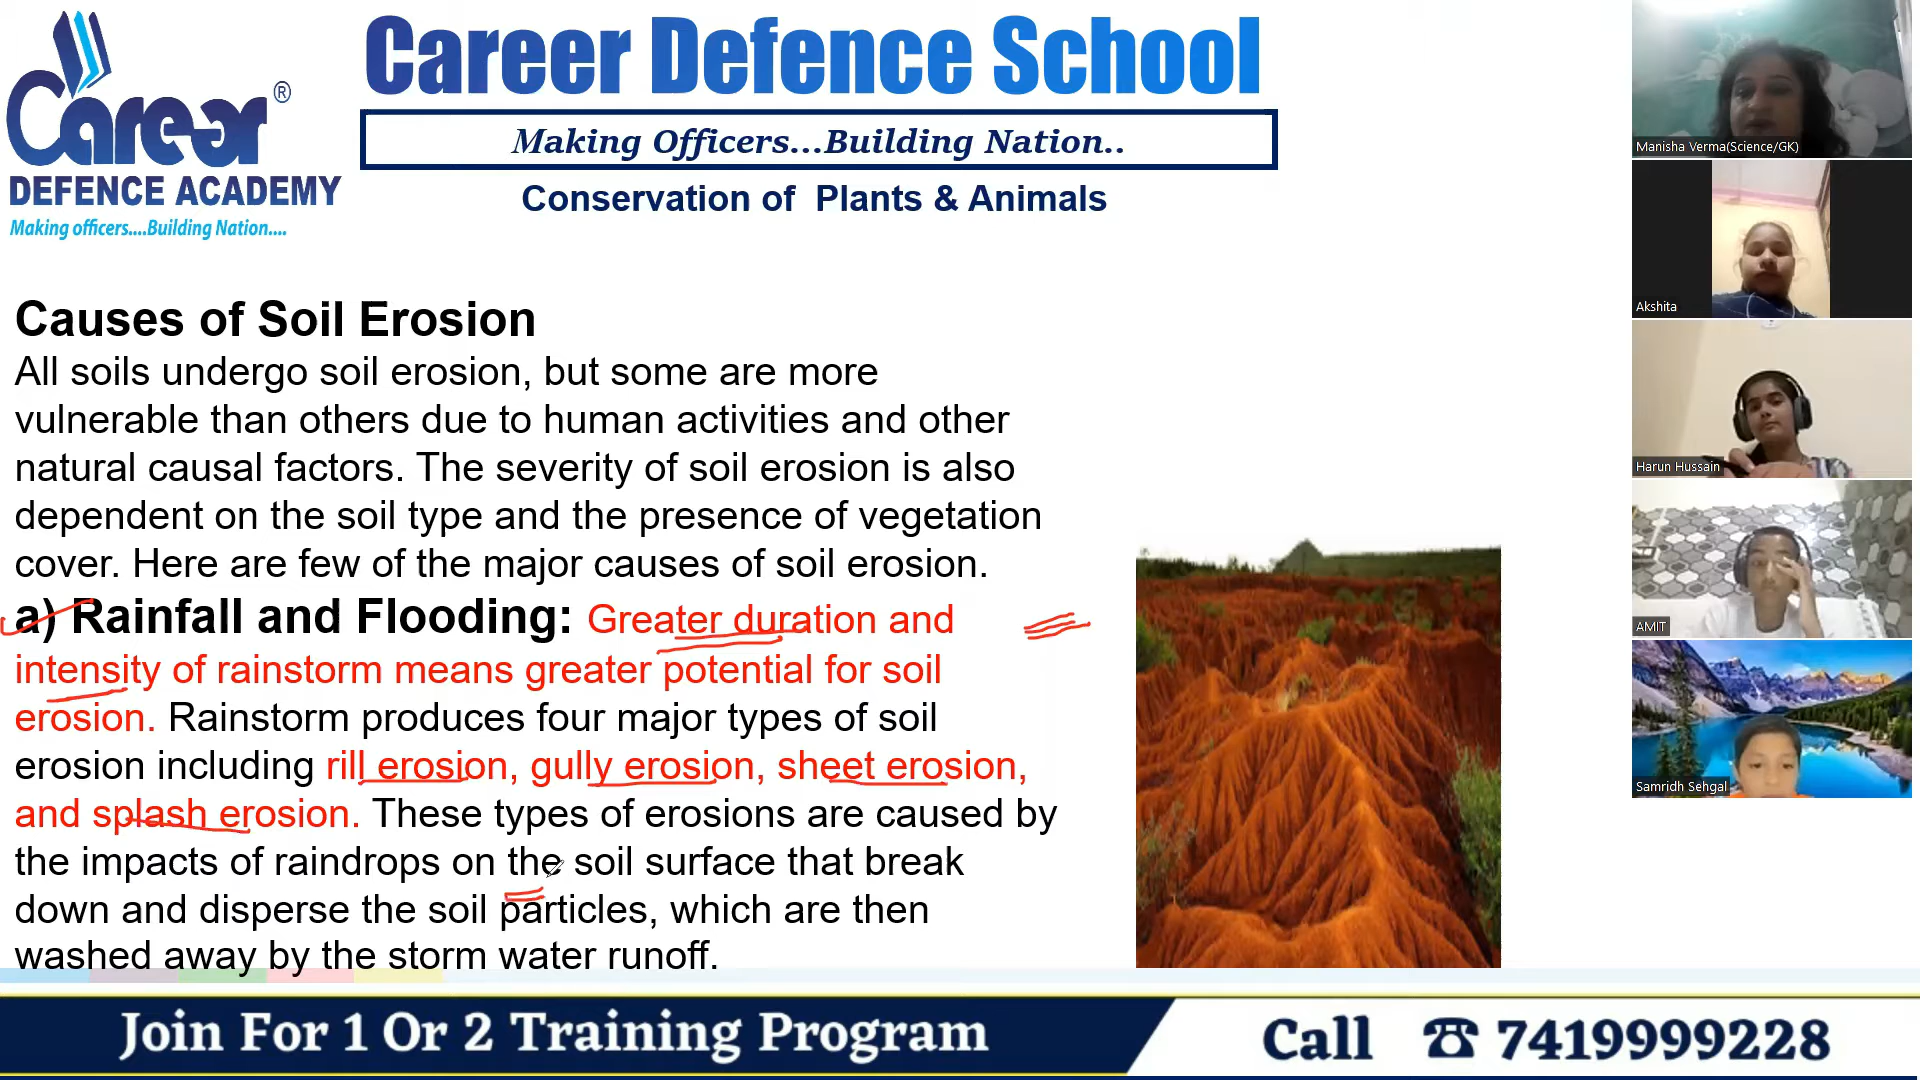 Career
®
DEFENCE ACADEMY
Making officers....Building Nation....
Career Defence School
Making Officers...Building Nation..
Conservation of Plants & Animals
Causes of Soil Erosion
All soils undergo soil erosion, but some are more
vulnerable than others due to human activities and other
natural causal factors. The severity of soil erosion is also
dependent on the soil type and the presence of vegetation
cover. Here are few of the major causes of soil erosion.
a) Rainfall and Flooding: Greater duration and
intensity of rainstorm means greater potential for soil
erosion. Rainstorm produces four major types of soil
erosion including rill erosion, gully erosion, sheet erosion,
and splash erosion. These types of erosions are caused by
the impacts of raindrops on the soil surface that break
down and disperse the soil particles, which are then
washed away by the storm water runoff.
Manisha Verma(Science/GK)
Akshita
Harun Hussain
AMIT
Samridh Sehgal
Join For 1 Or 2 Training Program
Call ☎ 7419999228